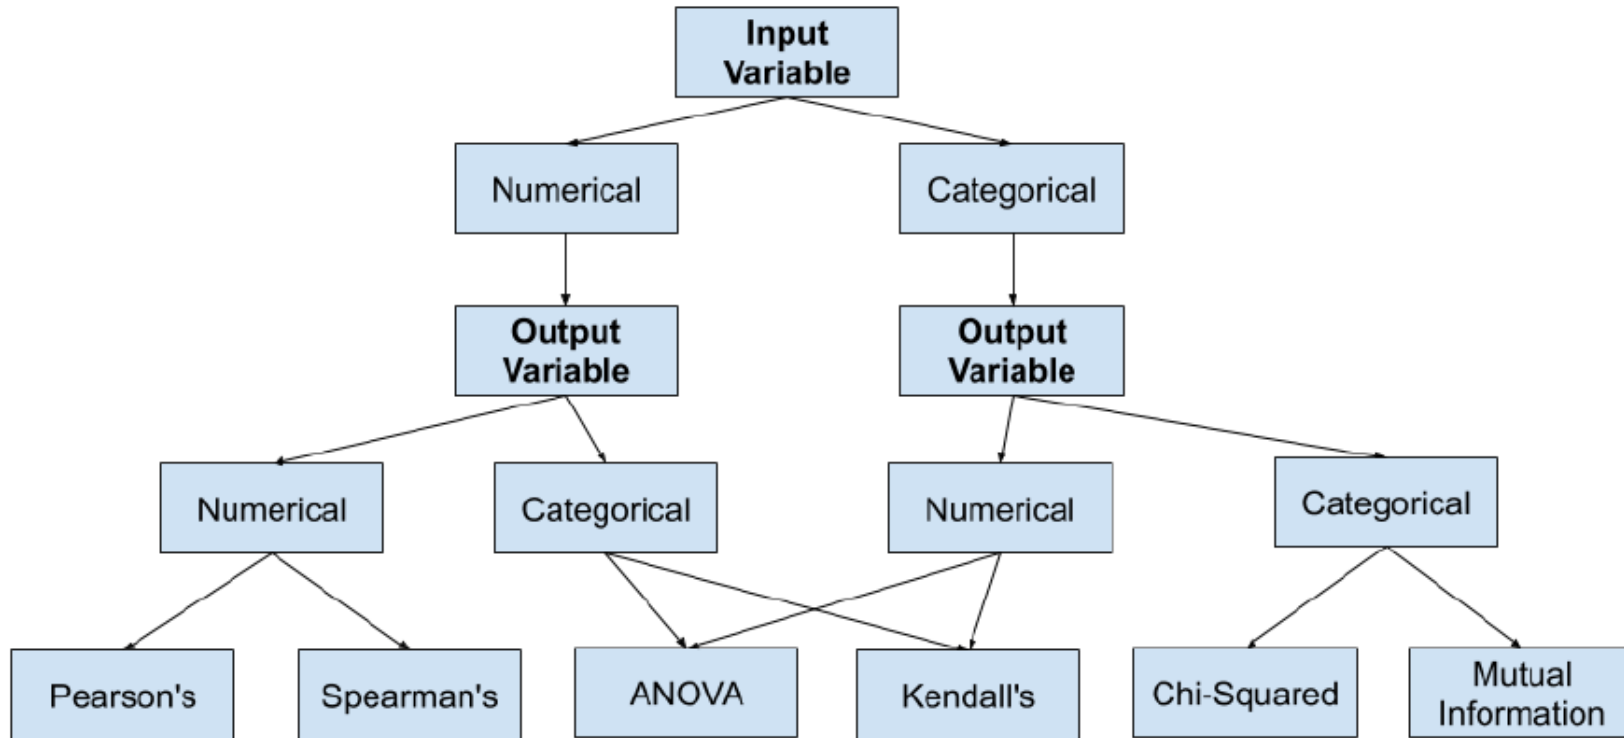 Input
Variable
Numerical
Categorical
Output
Variable
Output
Variable
Numerical
Categorical
Numerical
Categorical
Pearson's
Spearman's
ANOVA
Kendall's
Chi-Squared
Mutual
Information